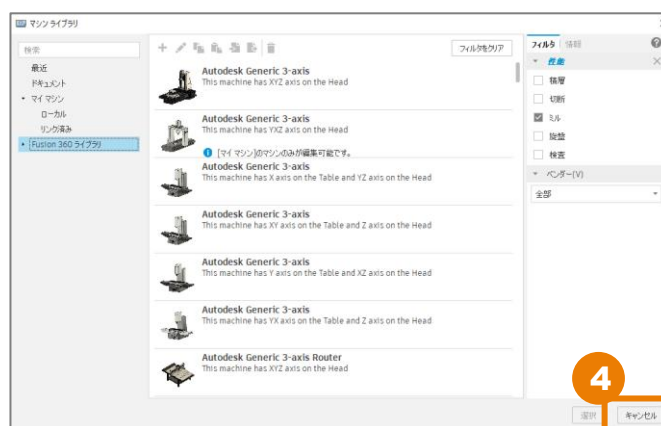 マシン ライブラリ
検索
最近
ドキュメント
マイ マシン
ローカル
リンク済み
Fusion 360 ライブラリ
フィルタをクリア
Autodesk Generic 3-axis
This machine has XYZ axis on the Head
Autodesk Generic 3-axis
This machine has YXZ axis on the Head
[マイ マシン]のマシンのみが編集可能です。
Autodesk Generic 3-axis
This machine has X axis on the Table and YZ axis on the Head
Autodesk Generic 3-axis
This machine has XY axis on the Table and Z axis on the Head
Autodesk Generic 3-axis
This machine has Y axis on the Table and XZ axis on the Head
Autodesk Generic 3-axis
This machine has YX axis on the Table and Z axis on the Head
Autodesk Generic 3-axis Router
This machine has XYZ axis on the Head
フィルタ 情報
性能
積層
切断
ミル
旋盤
検査
ベンダー(V)
全部
4
選択 キャンセル